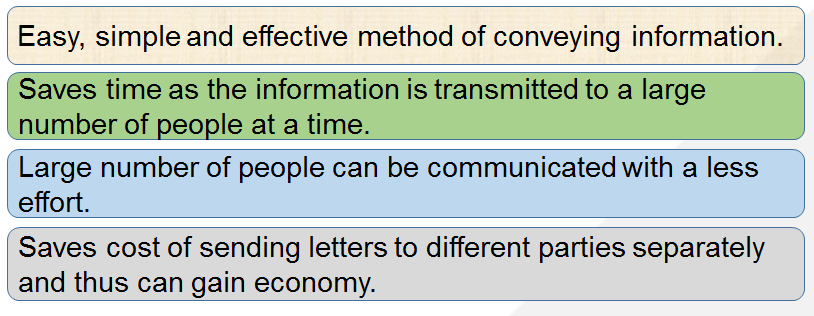 Easy, simple and effective method of conveying information.
Saves time as the information is transmitted to a large
number of people at a time.
Large number of people can be communicated with a less
effort.
Saves cost of sending letters to different parties separately
and thus can gain economy.